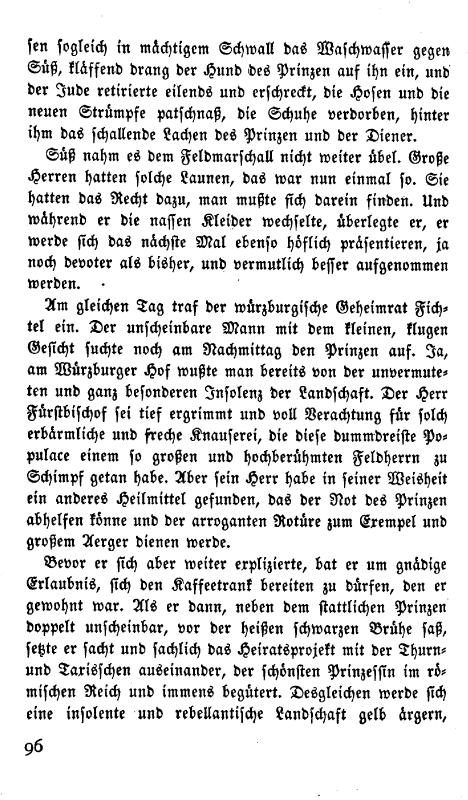 sen sogleich in mächtigem Schwall das Waschwasser gegen
Süß, kläffend drang der Hund des Prinzen auf ihn ein, und
der Jude retirierte eilends und erschreckt, die Hosen und die
neuen Strümpfe patschnaß, die Schuhe verdorben, hinter
ihm das schallende Lachen des Prinzen und der Diener.
Süß nahm es dem Feldmarschall nicht weiter übel. Große
Herren hatten solche Launen, das war nun einmal so. Sie
hatten das Recht dazu, man mußte sich darein finden. Und
während er die nassen Kleider wechselte, überlegte er, er
werde sich das nächste Mal ebenso höflich präsentieren, ja
noch devoter als bisher, und vermutlich besser aufgenommen
werden.
Am gleichen Tag traf der würzburgische Geheimrat Fich-
tel ein. Der unscheinbare Mann mit dem kleinen, klugen
Gesicht suchte noch am Nachmittag den Prinzen auf. Ja,
am Würzburger Hof wußte man bereits von der unvermute-
ten und ganz besonderen Insolenz der Landschaft. Der Herr
Fürstbischof sei tief ergrimmt und voll Verachtung für solch
erbärmliche und freche Knauserei, die diese dummdreiste Po-
pulace einem so großen und hochberühmten Feldherrn zu
Schimpf getan habe. Aber sein Herr habe in seiner Weisheit
ein anderes Heilmittel gefunden, das der Not des Prinzen
abhelfen könne und der arroganten Rotüre zum Exempel und
großem Aerger dienen werde.
Bevor er sich aber weiter explizierte, bat er um gnädige
Erlaubnis, sich den Kaffeetrank bereiten zu dürfen, den er
gewohnt war. Als er dann, neben dem stattlichen Prinzen
doppelt unscheinbar, vor der heißen schwarzen Brühe saß,
setzte er sacht und sachlich das Heiratsprojekt mit der Thurn-
und Taxisschen auseinander, der schönsten Prinzessin im rö-
mischen Reich und immens begütert. Desgleichen werde sich
eine insolente und rebellantische Landschaft gelb ärgern,
96